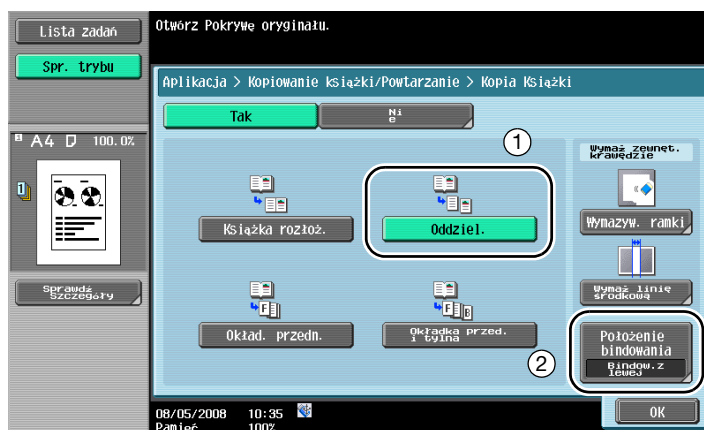 Lista zadań
Otwórz Pokrywę oryginału.
Spr. trybu
Aplikacja > Kopiowanie książki/Powtarzanie > Kopia Książki
Tak
Ni
e
1
A4 100.0%
1
Wymaż zewnęt.
krawędzie
Książka rozłoż.
Oddziel.
Wymazyw. ramki
Sprawdź
Szczegóły
Wymaż linię
środkową
F
F B
Okład. przedn.
Okładka przed.
i tylna
Położenie
bindowania
Bindow.z
lewej
2
08/05/2008 10:35
Pamięć 100%
OK